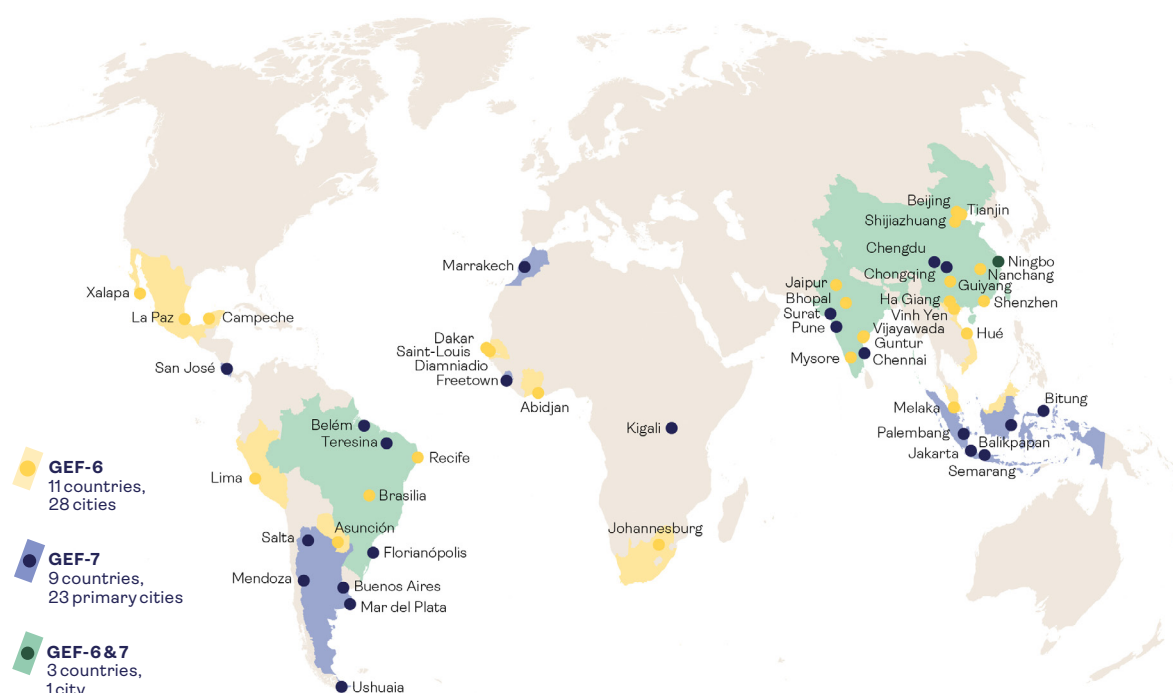 Beijing
Tianjin
Shijiazhuang
Chengdu
Marrakech
Ningbo
Chongqing
Nanchang
Jaipur
Guiyang
Xalapa
Bhopal
Ha Giang
Shenzhen
La Paz
Campeche
Surat
Vinh Yen
Pune
Vijayawada
Hué
Dakar
Guntur
Saint-Louis
Mysore
Chennai
Diamniadio
San José
Freetown
Abidjan
Melaka
Bitung
Belém
Kigali
Palembang
Teresina
Balikpapan
Jakarta
Recife
Semarang
GEF-6
11 countries,
28 cities
Lima
Brasilia
Asunción
Johannesburg
Salta
Florianópolis
GEF-7
9 countries,
23 primary cities
Mendoza
Buenos Aires
Mar del Plata
GEF-6 & 7
3 countries,
1 city
Ushuaia